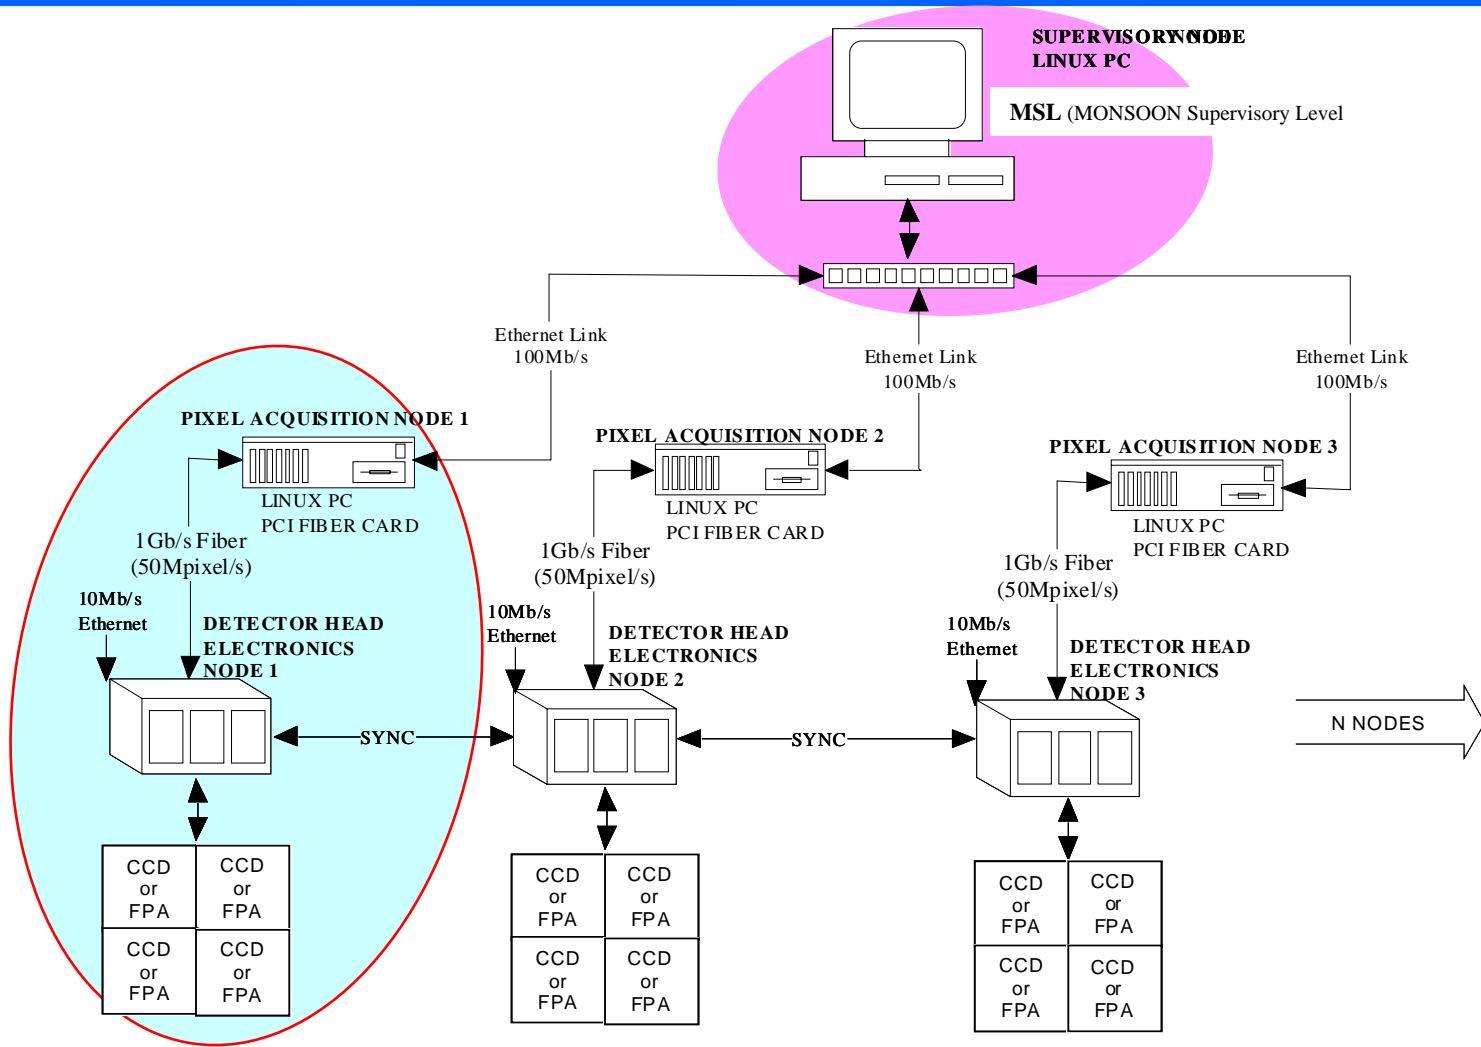 SUPERVISORY NODE
LINUX PC
MSL (MONSOON Supervisory Level
Ethernet Link
100Mb/s
Ethernet Link
100Mb/s
Ethernet Link
100Mb/s
PIXEL ACQUISITION NODE 1
LINUX PC
PCI FIBER CARD
PIXEL ACQUISITION NODE 2
LINUX PC
PCI FIBER CARD
PIXEL ACQUISITION NODE 3
LINUX PC
PCI FIBER CARD
1Gb/s Fiber
(50Mpixel/s)
1Gb/s Fiber
(50Mpixel/s)
1Gb/s Fiber
(50Mpixel/s)
10Mb/s
Ethernet
DETECTOR HEAD
ELECTRONICS
NODE 1
10Mb/s
Ethernet
DETECTOR HEAD
ELECTRONICS
NODE 2
10Mb/s
Ethernet
DETECTOR HEAD
ELECTRONICS
NODE 3
SYNC
SYNC
N NODES
CCD
or
FPA
CCD
or
FPA
CCD
or
FPA
CCD
or
FPA
CCD
or
FPA
CCD
or
FPA
CCD
or
FPA
CCD
or
FPA
CCD
or
FPA
CCD
or
FPA
CCD
or
FPA
CCD
or
FPA